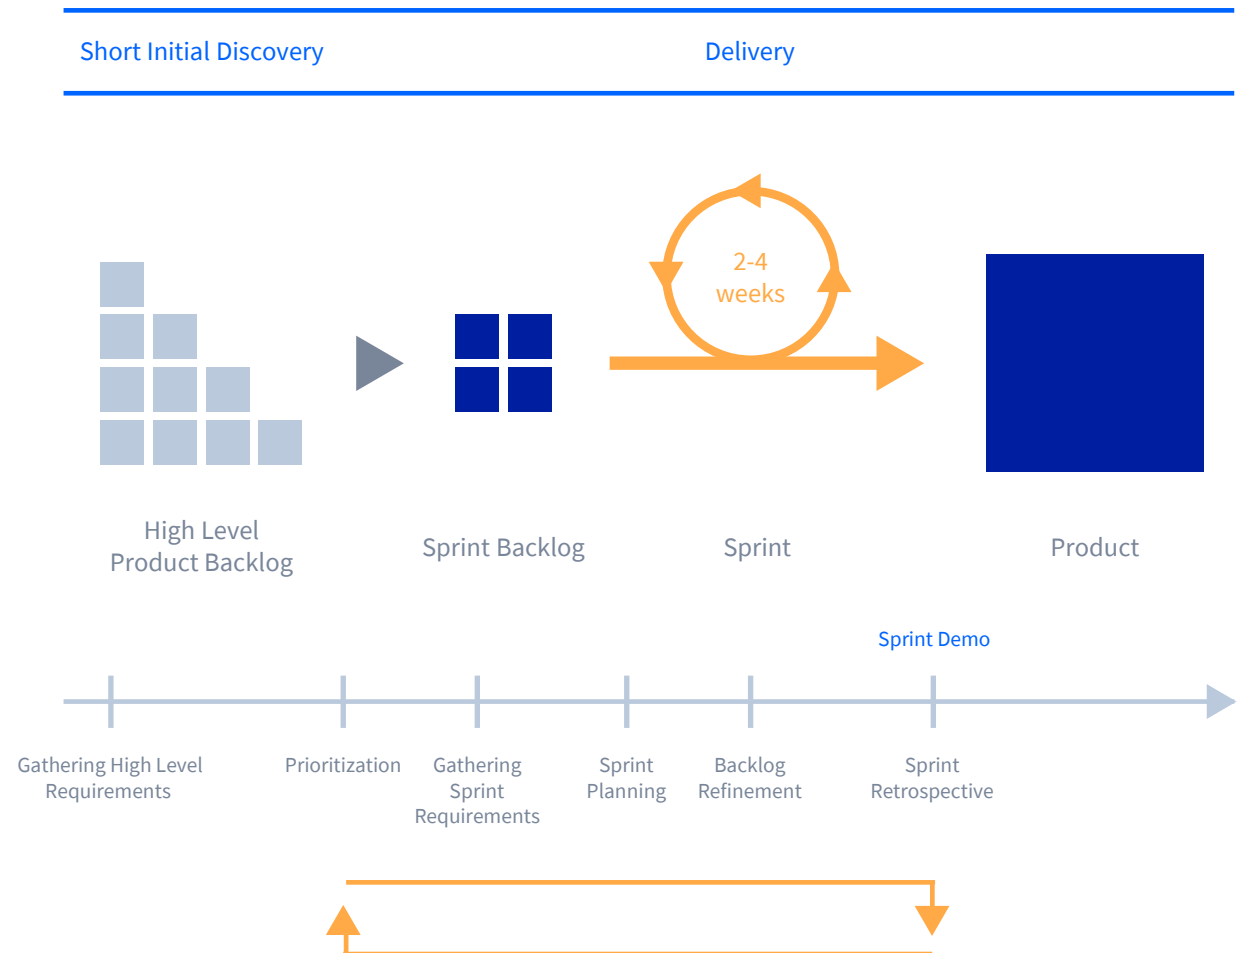 Short Initial Discovery
Delivery
2-4
weeks
High Level
Product Backlog
Sprint Backlog
Sprint
Product
Sprint Demo
Gathering High Level
Requirements
Prioritization
Gathering
Sprint
Requirements
Sprint
Planning
Backlog
Refinement
Sprint
Retrospective